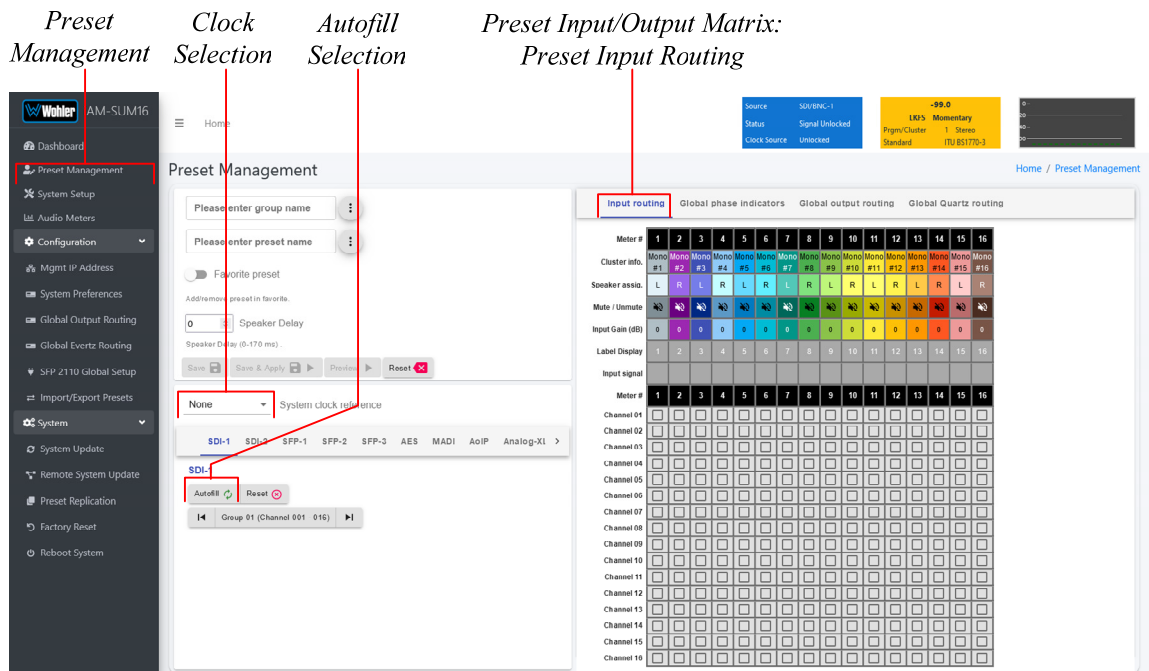 Preset Management
Clock Selection
Autofill Selection
Preset Input/Output Matrix: Preset Input Routing
Wohler AM-SUM16
Home
Source SDI/BNC-1
Status Signal Unlocked
Clock Source Unlocked
-99.0
LKFS Momentary
Prgm/Cluster 1 Stereo
Standard ITU BS1770-3
Dashboard
Preset Management
System Setup
Audio Meters
Configuration
Mgmt IP Address
System Preferences
Global Output Routing
Global Evertz Routing
SFP 2110 Global Setup
Import/Export Presets
System
System Update
Remote System Update
Preset Replication
Factory Reset
Reboot System
Preset Management
Home / Preset Management
Please enter group name
Please enter preset name
Favorite preset
Add/remove preset in favorite.
0 Speaker Delay
Speaker Delay (0-170 ms) .
Save Save & Apply Preview Reset
None System clock reference
SDI-1 SDI-2 SFP-1 SFP-2 SFP-3 AES MADI AoIP Analog-XL
SDI-1
Autofill Reset
Group 01 (Channel 001 016)
Input routing Global phase indicators Global output routing Global Quartz routing
Meter # 1 2 3 4 5 6 7 8 9 10 11 12 13 14 15 16
Cluster info. Mono #1 Mono #2 Mono #3 Mono #4 Mono #5 Mono #6 Mono #7 Mono #8 Mono #9 Mono #10 Mono #11 Mono #12 Mono #13 Mono #14 Mono #15 Mono #16
Speaker assig. L R L R L R L R L R L R L R L R
Mute / Unmute
Input Gain (dB) 0 0 0 0 0 0 0 0 0 0 0 0 0 0 0 0
Label Display 1 2 3 4 5 6 7 8 9 10 11 12 13 14 15 16
Input signal
Meter # 1 2 3 4 5 6 7 8 9 10 11 12 13 14 15 16
Channel 01
Channel 02
Channel 03
Channel 04
Channel 05
Channel 06
Channel 07
Channel 08
Channel 09
Channel 10
Channel 11
Channel 12
Channel 13
Channel 14
Channel 15
Channel 16